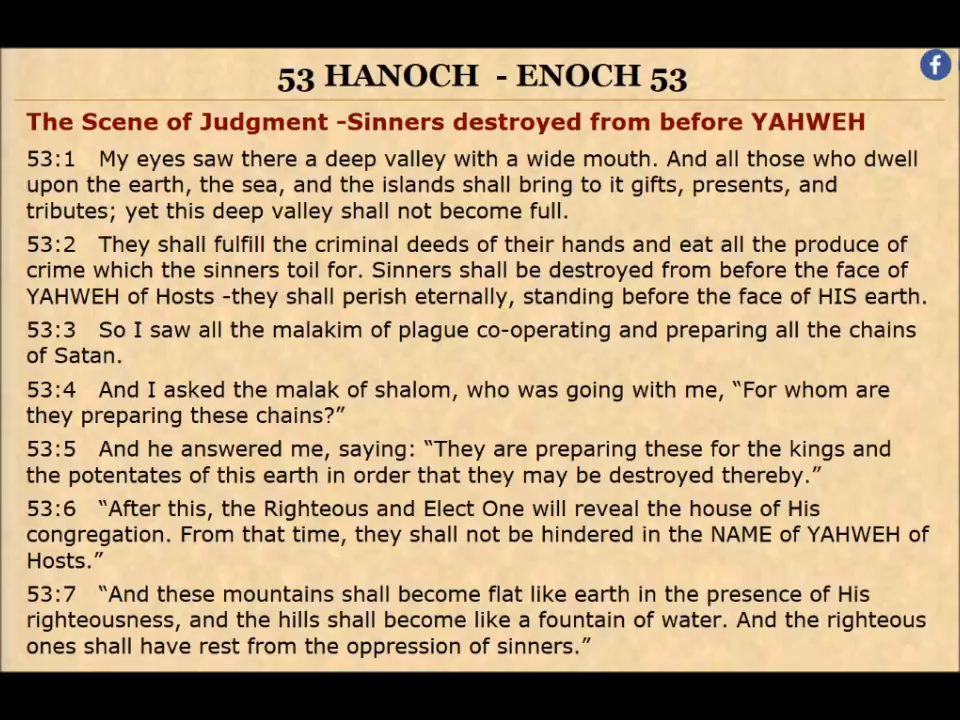 53 HANOCH - ENOCH 53
The Scene of Judgment -Sinners destroyed from before YAHWEH
53:1 My eyes saw there a deep valley with a wide mouth. And all those who dwell
upon the earth, the sea, and the islands shall bring to it gifts, presents, and
tributes; yet this deep valley shall not become full.
53:2 They shall fulfill the criminal deeds of their hands and eat all the produce of
crime which the sinners toil for. Sinners shall be destroyed from before the face of
YAHWEH of Hosts -they shall perish eternally, standing before the face of HIS earth.
53:3 So I saw all the malakim of plague co-operating and preparing all the chains
of Satan.
53:4 And I asked the malak of shalom, who was going with me, “For whom are
they preparing these chains?”
53:5 And he answered me, saying: “They are preparing these for the kings and
the potentates of this earth in order that they may be destroyed thereby.”
53:6 “After this, the Righteous and Elect One will reveal the house of His
congregation. From that time, they shall not be hindered in the NAME of YAHWEH of
Hosts.”
53:7 “And these mountains shall become flat like earth in the presence of His
righteousness, and the hills shall become like a fountain of water. And the righteous
ones shall have rest from the oppression of sinners.”